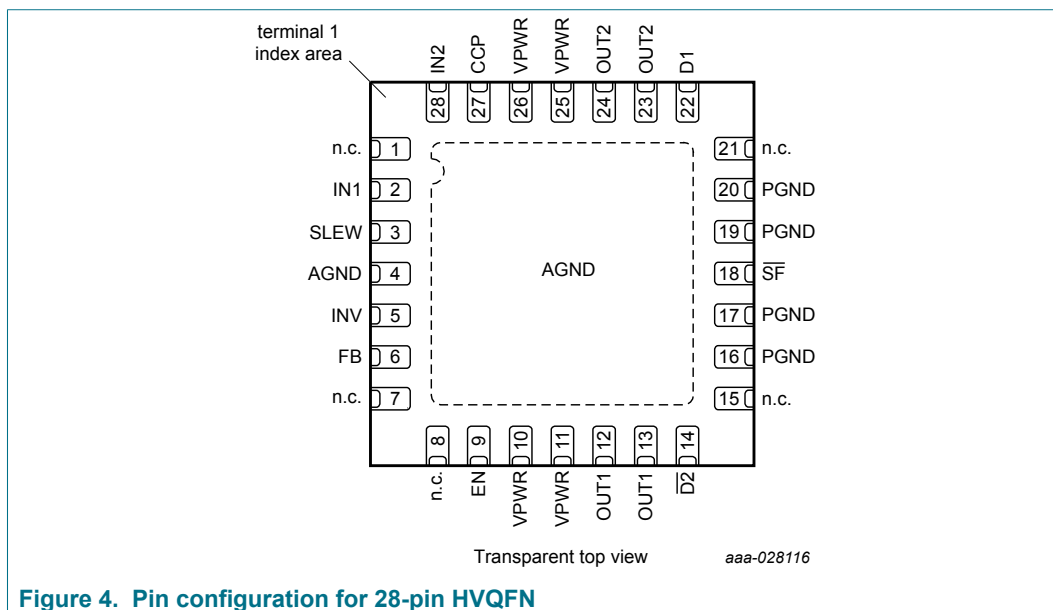 terminal 1
index area
IN2
CCP
VPWR
VPWR
OUT2
OUT2
D1
28
27
26
25
24
23
22
n.c. 1
IN1 2
SLEW 3
AGND 4
INV 5
FB 6
n.c. 7
AGND
21 n.c.
20 PGND
19 PGND
18 S̅F̅
17 PGND
16 PGND
15 n.c.
8
9
10
11
12
13
14
n.c.
EN
VPWR
VPWR
OUT1
OUT1
D̅2̅
Transparent top view
aaa-028116
Figure 4. Pin configuration for 28-pin HVQFN